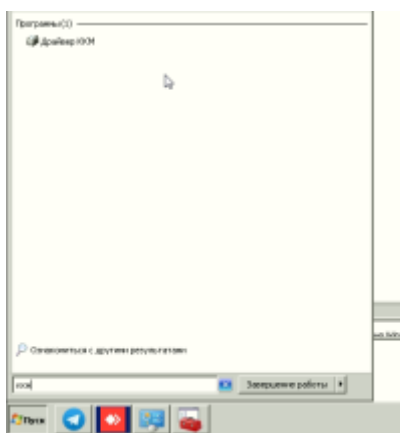 Программы (1)
Драйвер ККМ
Ознакомиться с другими результатами
ккм
Завершение работы
Пуск